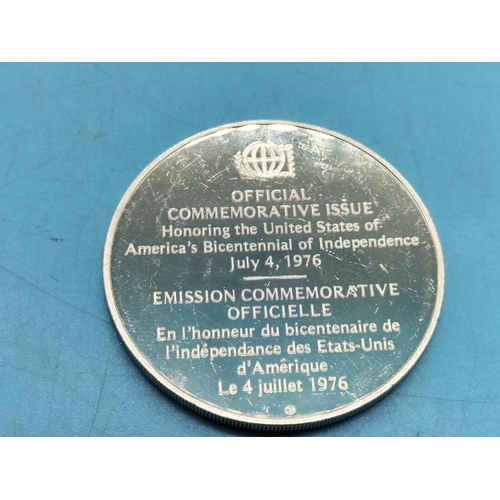 OFFICIAL
COMMEMORATIVE ISSUE
Honoring the United States of
America's Bicentennial of Independence
July 4, 1976
EMISSION COMMEMORATIVE
OFFICIELLE
En l'honneur du bicentenaire de
l'indépendance des Etats-Unis
d'Amérique
Le 4 juillet 1976